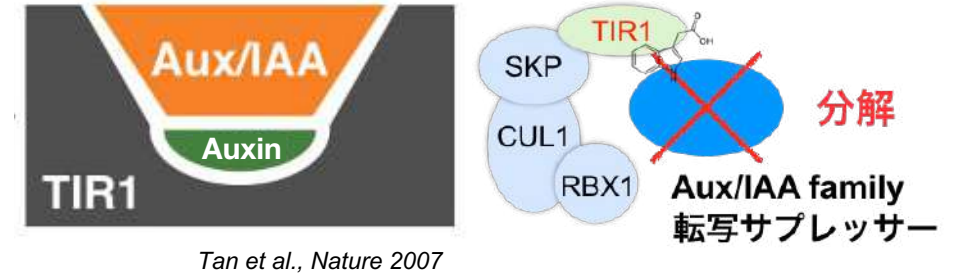 Aux/IAA
Auxin
TIR1
Tan et al., Nature 2007
TIR1
O
OH
SKP
N
CUL1
RBX1
分解
Aux/IAA family
転写サプレッサー